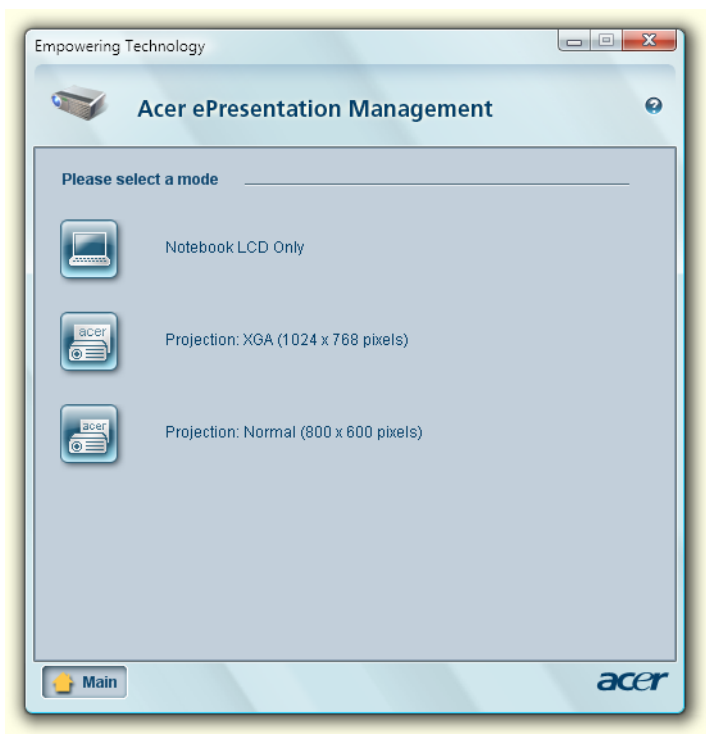 Empowering Technology
Acer ePresentation Management
Please select a mode
Notebook LCD Only
acer
Projection: XGA (1024 x 768 pixels)
acer
Projection: Normal (800 x 600 pixels)
Main
acer